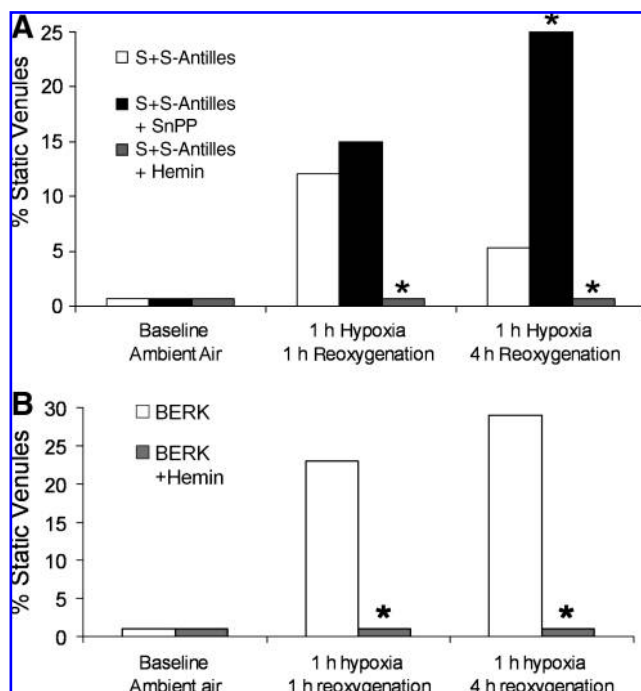 A
25
20
15
10
5
0
% Static Venules
S+S-Antilles
S+S-Antilles
+ SnPP
S+S-Antilles
+ Hemin
*
*
*
Baseline
Ambient Air
1 h Hypoxia
1 h Reoxygenation
1 h Hypoxia
4 h Reoxygenation
B
30
25
20
15
10
5
0
% Static Venules
BERK
BERK
+Hemin
*
*
Baseline
Ambient air
1 h hypoxia
1 h reoxygenation
1 h hypoxia
4 h reoxygenation